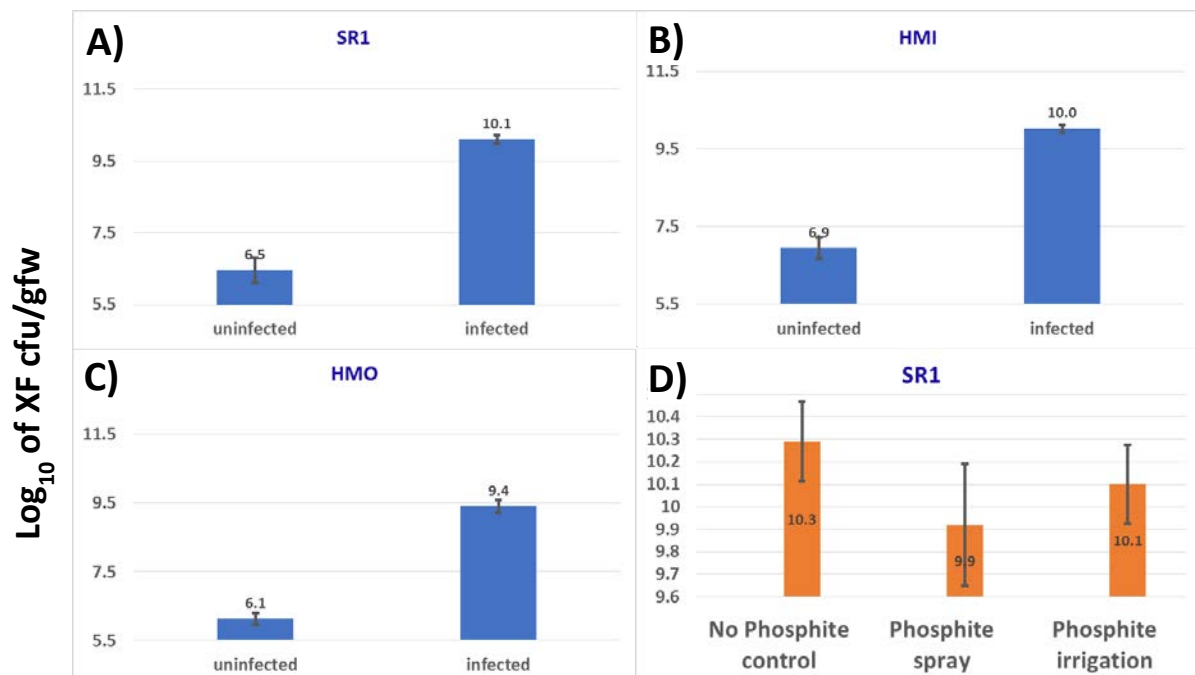 Log10 of XF cfu/gfw
A)
SR1
11.5
9.5
7.5
5.5
6.5
10.1
uninfected
infected
B)
HMI
11.5
9.5
7.5
5.5
6.9
10.0
uninfected
infected
C)
HMO
11.5
9.5
7.5
5.5
6.1
9.4
uninfected
infected
D)
SR1
10.4
10.3
10.2
10.1
10
9.9
9.8
9.7
9.6
10.3
9.9
10.1
No Phosphite
control
Phosphite
spray
Phosphite
irrigation